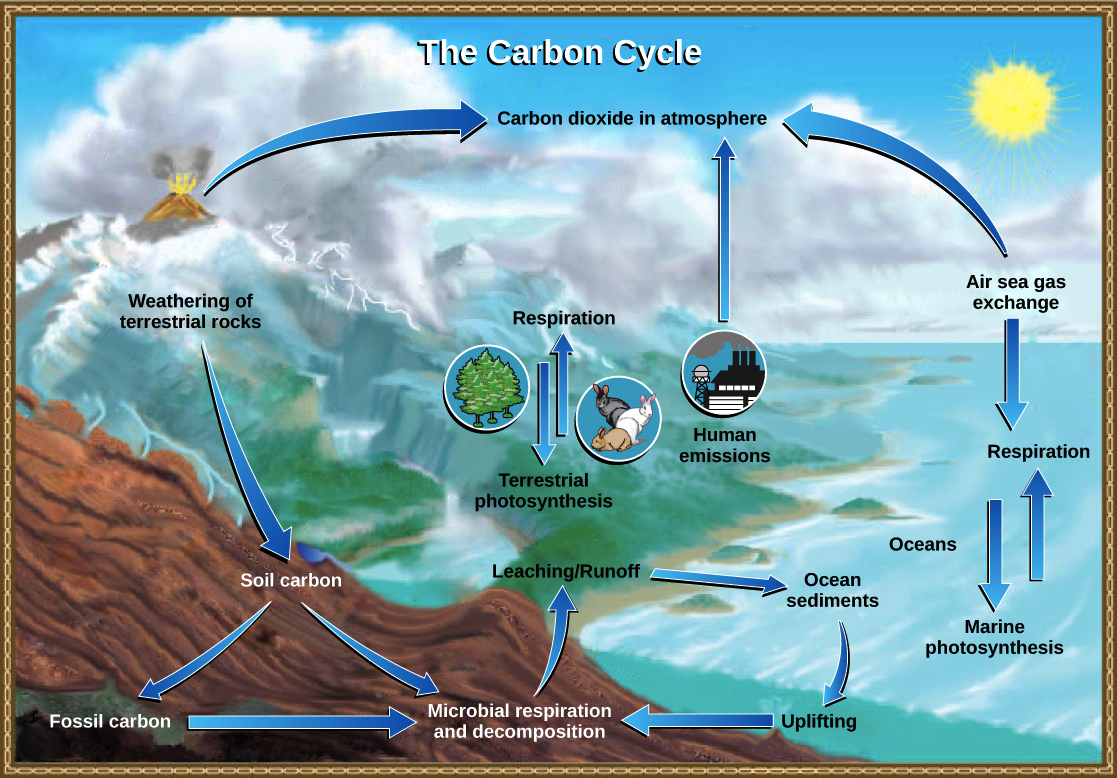 The Carbon Cycle
Carbon dioxide in atmosphere
Weathering of
terrestrial rocks
Respiration
Air sea gas
exchange
Human
emissions
Terrestrial
photosynthesis
Respiration
Oceans
Marine
photosynthesis
Soil carbon
Leaching/Runoff
Ocean
sediments
Fossil carbon
Microbial respiration
and decomposition
Uplifting